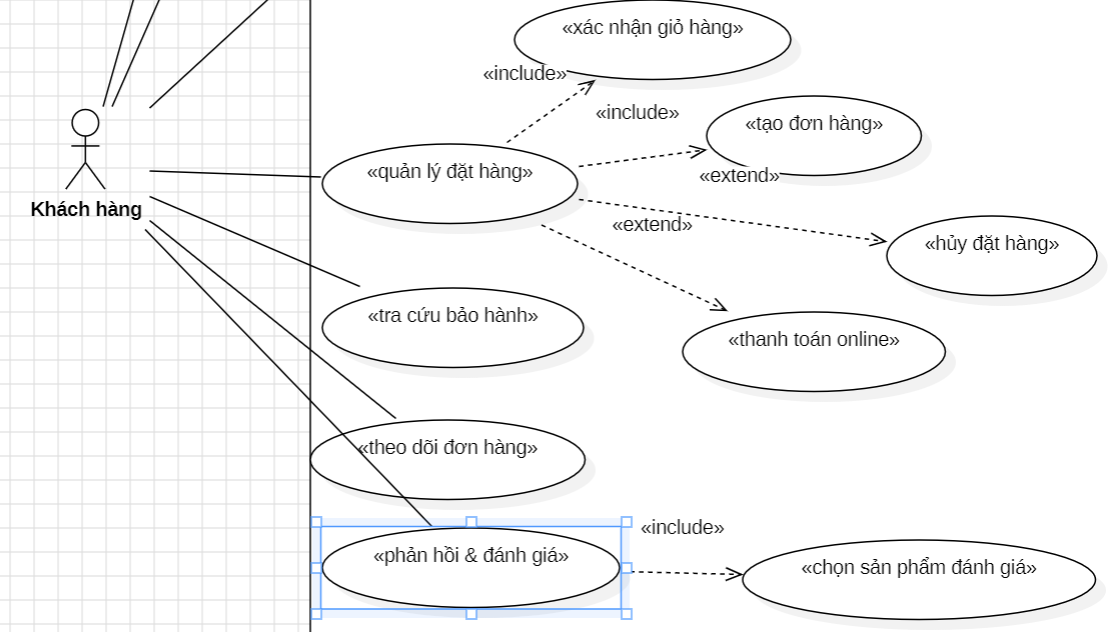 «xác nhận giỏ hàng»
«include»
«include»
«tạo đơn hàng»
«quản lý đặt hàng»
«extend»
Khách hàng
«extend»
«hủy đặt hàng»
«tra cứu bảo hành»
«thanh toán online»
«theo dõi đơn hàng»
«include»
«phản hồi & đánh giá»
«chọn sản phẩm đánh giá»